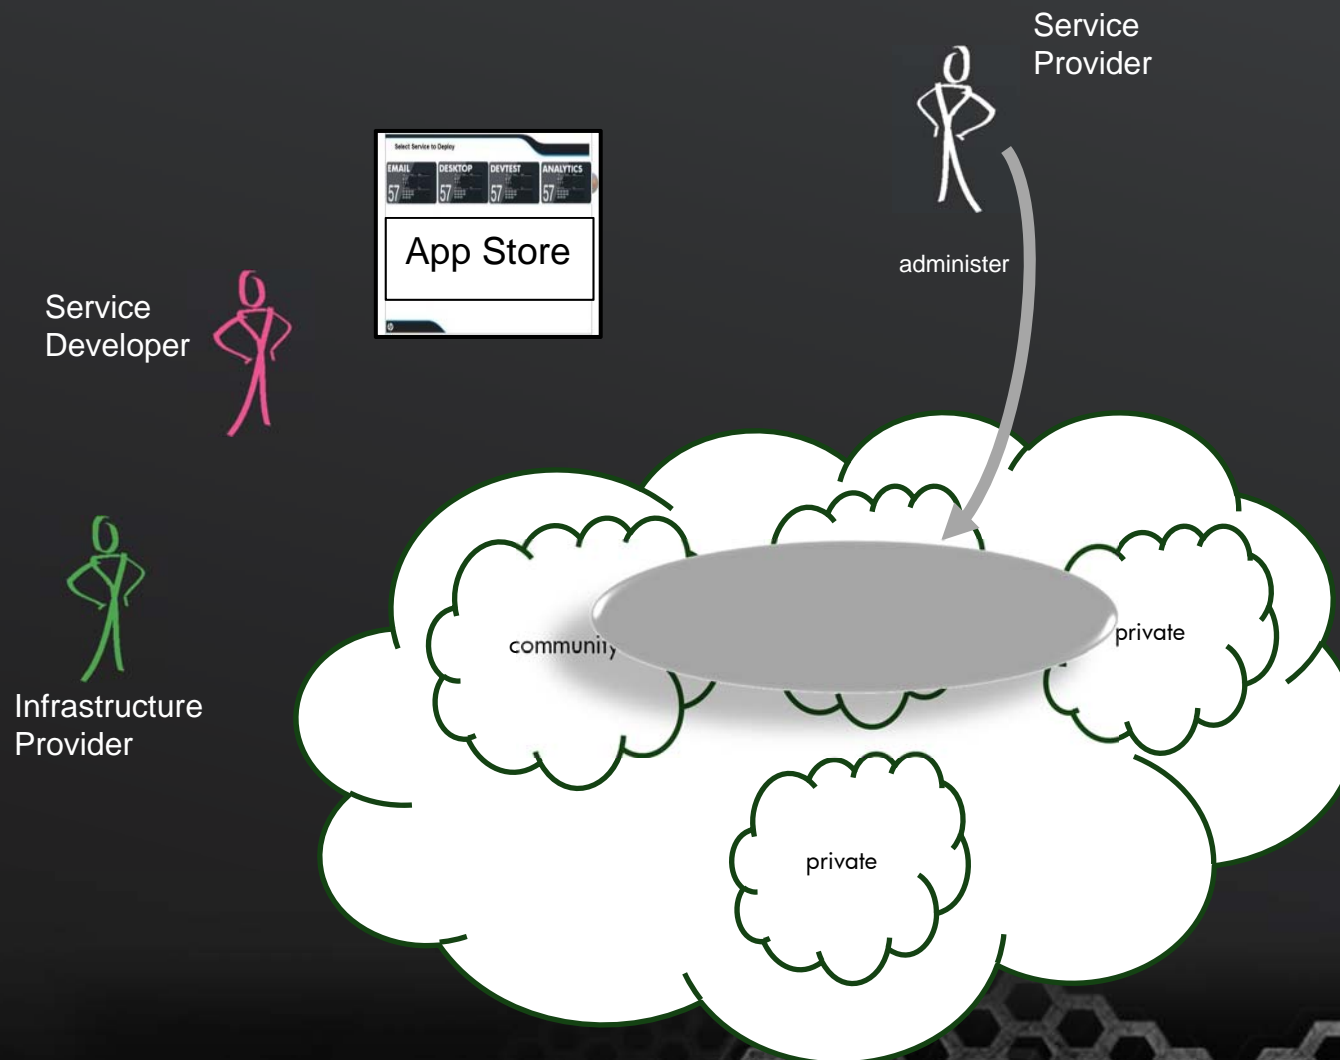 Service
Provider
Select Service to Deploy
EMAIL
DESKTOP
DEVTEST
ANALYTICS
57
57
57
57
App Store
administer
Service
Developer
community
private
Infrastructure
Provider
private